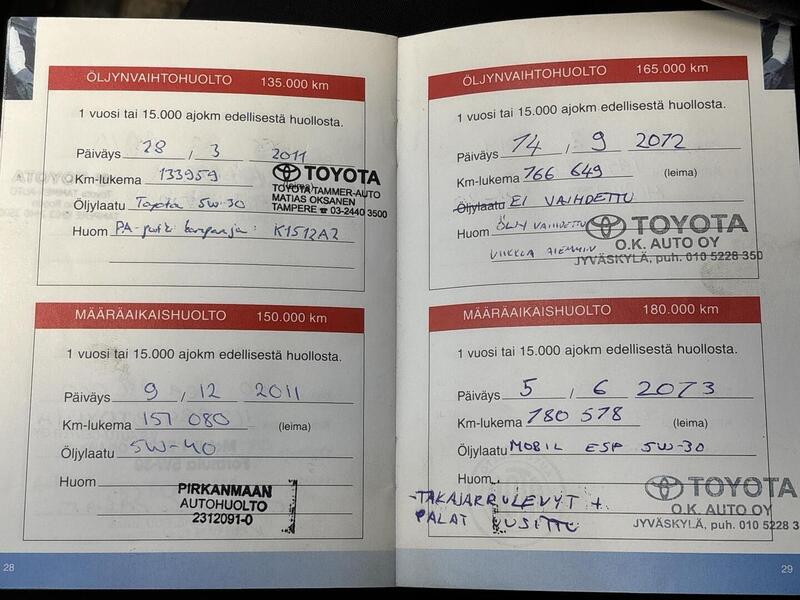 ÖLJYNVAIHTOHUOLTO 135.000 km
1 vuosi tai 15.000 ajokm edellisestä huollosta.
Päiväys 28 / 3 2011
Km-lukema 133959 (leima)
Öljylaatu Toyota 5W-30
Huom PA-putki kampanja: K1512A2
TOYOTA
TOYOTA TAMMER-AUTO
MATIAS OKSANEN
TAMPERE ☎ 03-2440 3500
MÄÄRÄAIKAISHUOLTO 150.000 km
1 vuosi tai 15.000 ajokm edellisestä huollosta.
Päiväys 9 / 12 2011
Km-lukema 151 080 (leima)
Öljylaatu 5W-40
Huom
PIRKANMAAN
AUTOHUOLTO
2312091-0
28
ÖLJYNVAIHTOHUOLTO 165.000 km
1 vuosi tai 15.000 ajokm edellisestä huollosta.
Päiväys 14 / 9 2012
Km-lukema 166 649 (leima)
Öljylaatu EI VAIHDETTU
Huom ÖLJY VAIHDETTU
VIIKKOA AIEMMIN
TOYOTA
O.K. AUTO OY
JYVÄSKYLÄ, puh. 010 5228 350
MÄÄRÄAIKAISHUOLTO 180.000 km
1 vuosi tai 15.000 ajokm edellisestä huollosta.
Päiväys 5 / 6 2013
Km-lukema 180 578 (leima)
Öljylaatu MOBIL ESP 5W-30
Huom
-TAKAJARRULEVYT +
PALAT UUSITTU
TOYOTA
O.K. AUTO OY
JYVÄSKYLÄ, puh. 010 5228 3
29